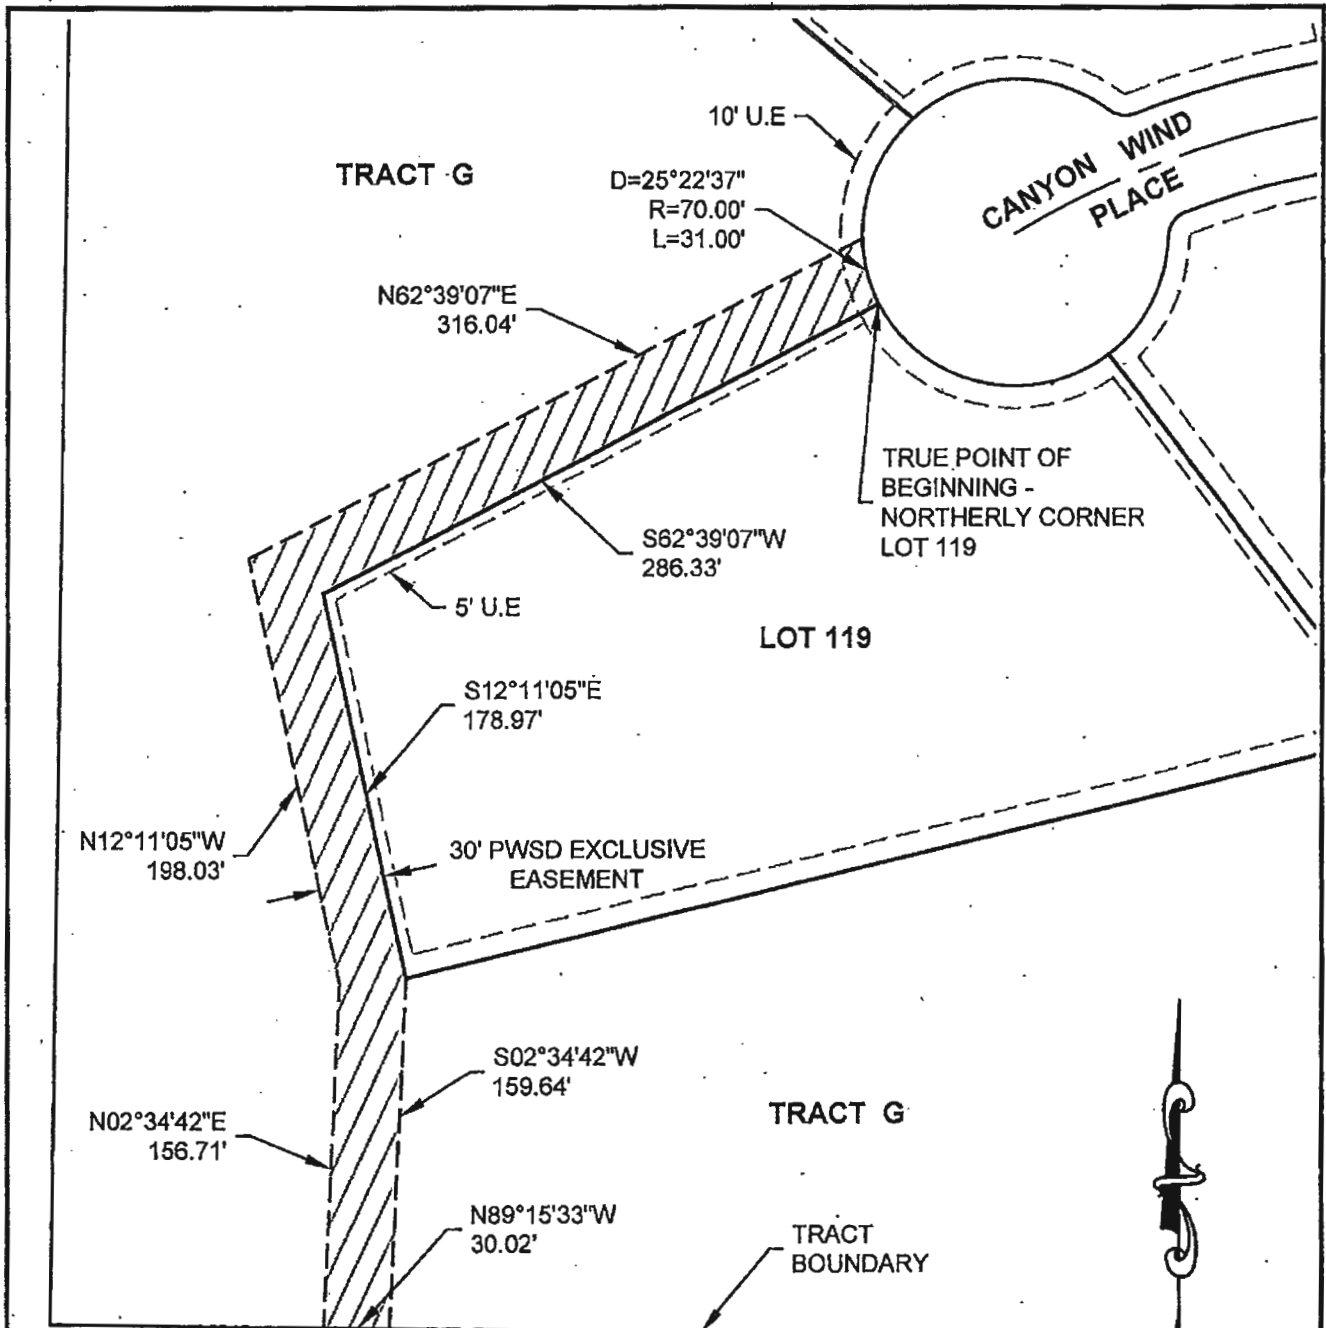 10' U.E
TRACT G
D=25°22'37"
R=70.00'
L=31.00'
CANYON WIND
PLACE
N62°39'07"E
316.04'
TRUE POINT OF
BEGINNING -
NORTHERLY CORNER
LOT 119
S62°39'07"W
286.33'
5' U.E
LOT 119
S12°11'05"E
178.97'
N12°11'05"W
198.03'
30' PWSD EXCLUSIVE
EASEMENT
S02°34'42"W
159.64'
TRACT G
N02°34'42"E
156.71'
N89°15'33"W
30.02'
TRACT
BOUNDARY